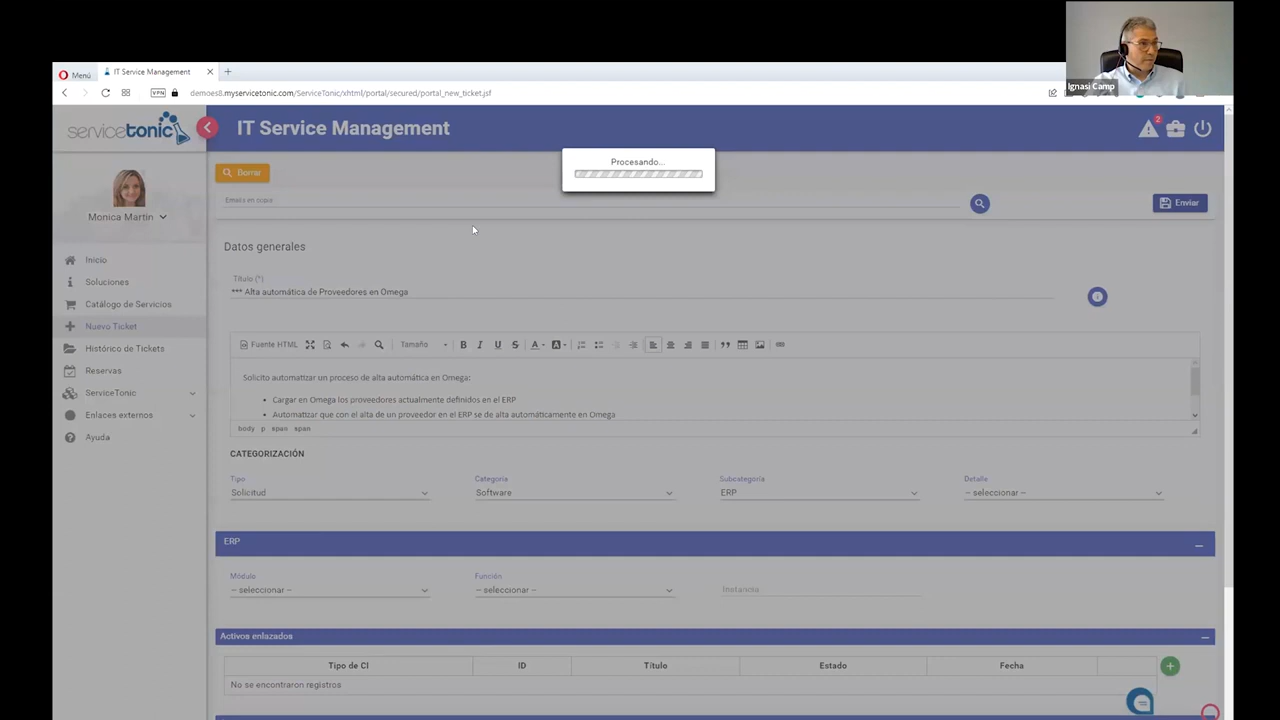 Ignasi Camp
Menú
IT Service Management
VPN
demoes8.myservicetonic.com/ServiceTonic/xhtml/portal/secured/portal_new_ticket.jsf
servicetonic
IT Service Management
2
Procesando...
Borrar
Emails en copia
Enviar
Monica Martin
Inicio
Soluciones
Catálogo de Servicios
Nuevo Ticket
Histórico de Tickets
Reservas
ServiceTonic
Enlaces externos
Ayuda
Datos generales
Título (*)
*** Alta automática de Proveedores en Omega
Fuente HTML
Tamaño
B I U S A A
Solicito automatizar un proceso de alta automática en Omega:
• Cargar en Omega los proveedores actualmente definidos en el ERP
• Automatizar que con el alta de un proveedor en el ERP se de alta automáticamente en Omega
body p span span
CATEGORIZACIÓN
Tipo Categoría Subcategoría Detalle
Solicitud Software ERP -- seleccionar --
ERP
Módulo Función
-- seleccionar -- -- seleccionar -- Instancia
Activos enlazados
Tipo de CI ID Título Estado Fecha
No se encontraron registros